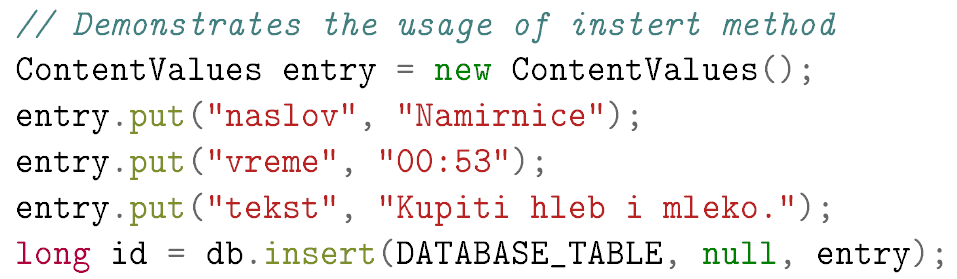 // Demonstrates the usage of instert method
ContentValues entry = new ContentValues();
entry.put("naslov", "Namirnice");
entry.put("vreme", "00:53");
entry.put("tekst", "Kupiti hleb i mleko.");
long id = db.insert(DATABASE_TABLE, null, entry);